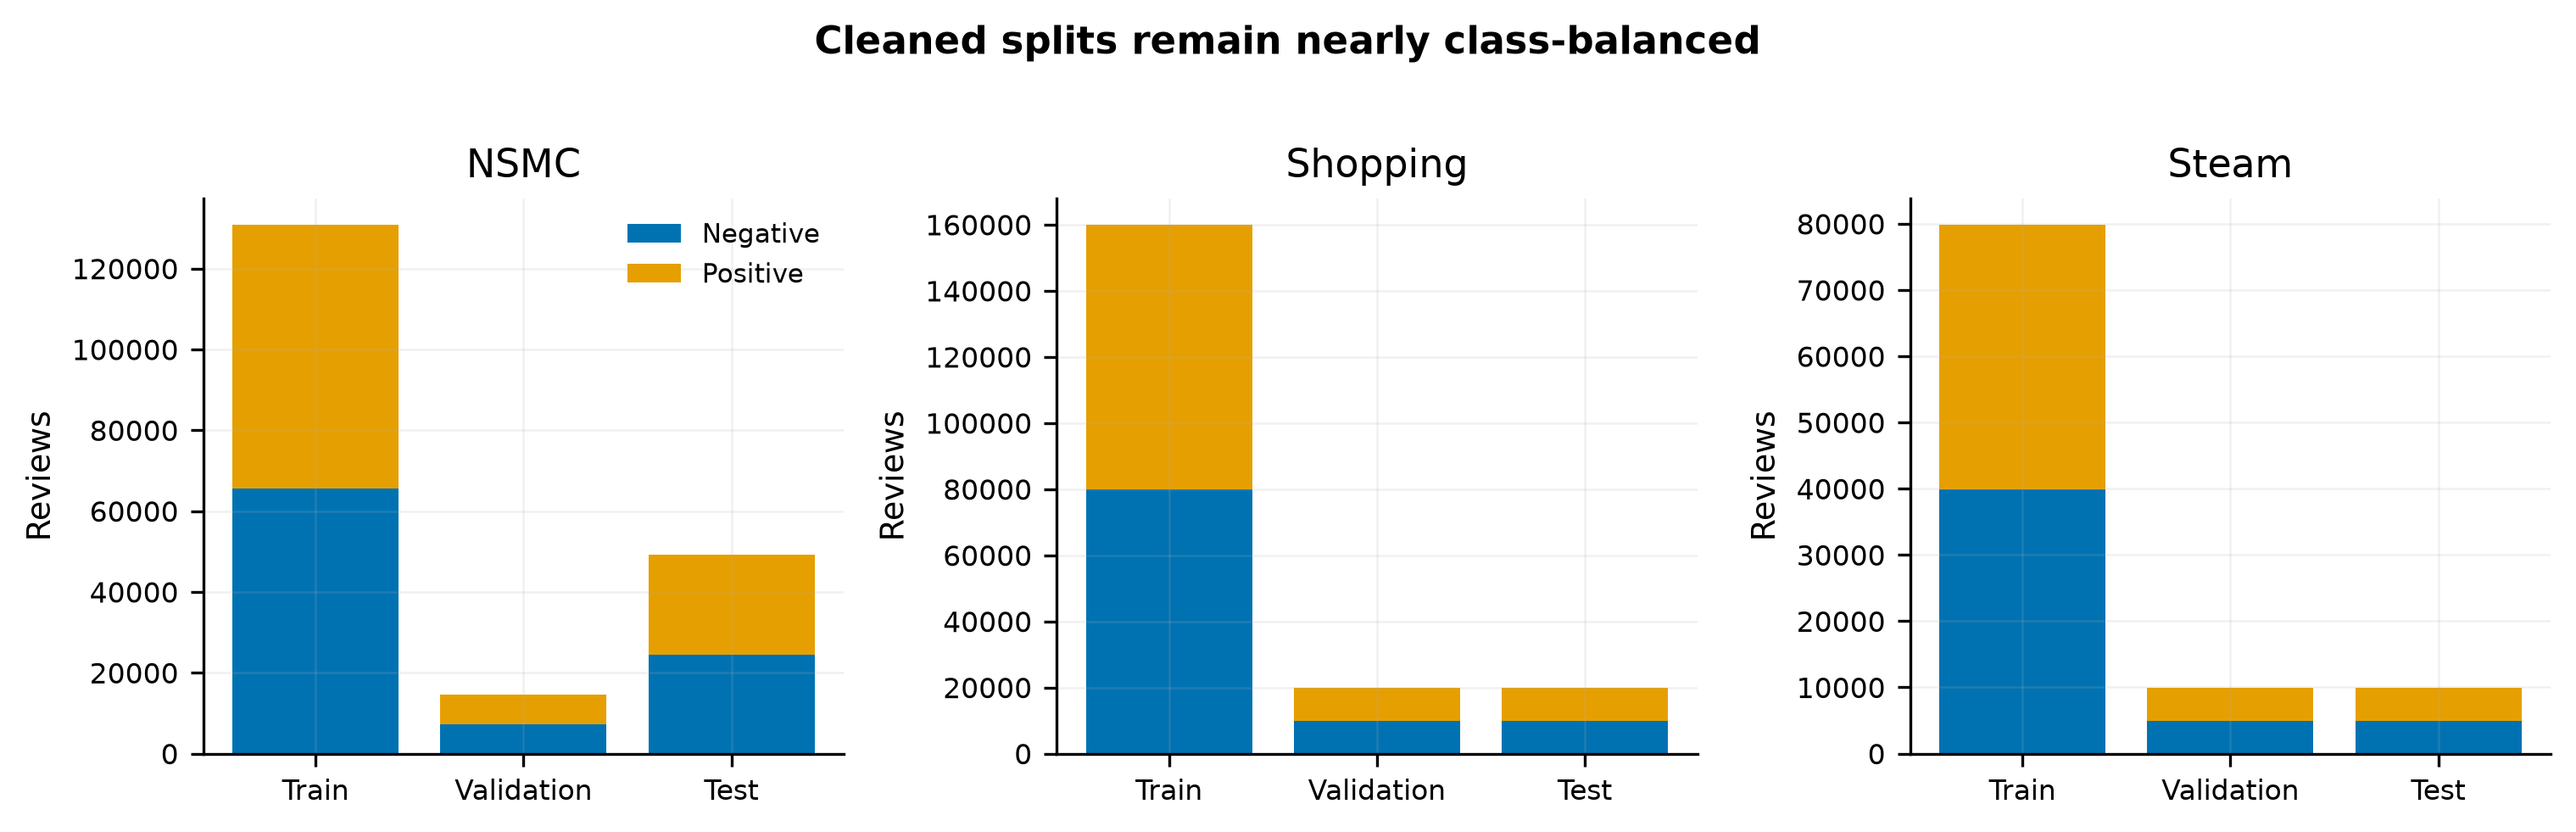 Cleaned splits remain nearly class-balanced
NSMC
Reviews
120000
100000
80000
60000
40000
20000
0
Train
Validation
Test
Negative
Positive
Shopping
Reviews
160000
140000
120000
100000
80000
60000
40000
20000
0
Train
Validation
Test
Steam
Reviews
80000
70000
60000
50000
40000
30000
20000
10000
0
Train
Validation
Test